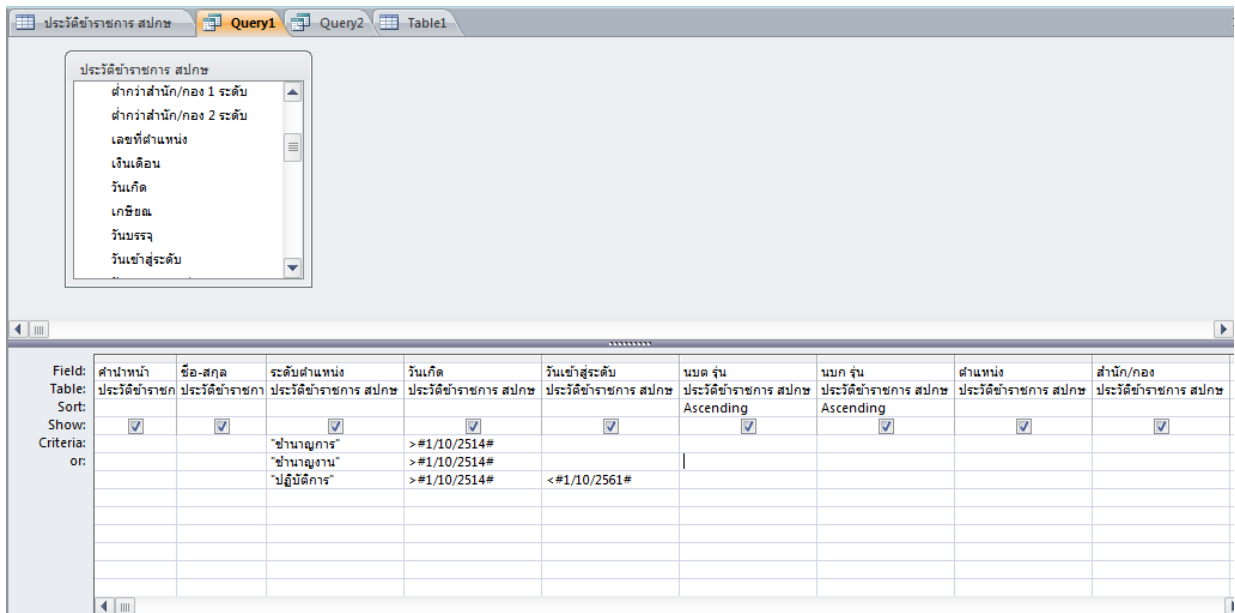 ประวัติข้าราชการ สปกษ Query1 Query2 Table1
ประวัติข้าราชการ สปกษ
ต่ำกว่าสำนัก/กอง 1 ระดับ
ต่ำกว่าสำนัก/กอง 2 ระดับ
เลขที่ตำแหน่ง
เงินเดือน
วันเกิด
เกษียณ
วันบรรจุ
วันเข้าสู่ระดับ
Field: คำนำหน้า ชื่อ-สกุล ระดับตำแหน่ง วันเกิด วันเข้าสู่ระดับ นบต รุ่น นบก รุ่น ตำแหน่ง สำนัก/กอง
Table: ประวัติข้าราชก ประวัติข้าราชกา ประวัติข้าราชการ สปกษ ประวัติข้าราชการ สปกษ ประวัติข้าราชการ สปกษ ประวัติข้าราชการ สปกษ ประวัติข้าราชการ สปกษ ประวัติข้าราชการ สปกษ ประวัติข้าราชการ สปกษ
Sort: Ascending Ascending
Show:
Criteria: "ชำนาญการ" >#1/10/2514#
or: "ชำนาญงาน" >#1/10/2514#
"ปฏิบัติการ" >#1/10/2514# <#1/10/2561#